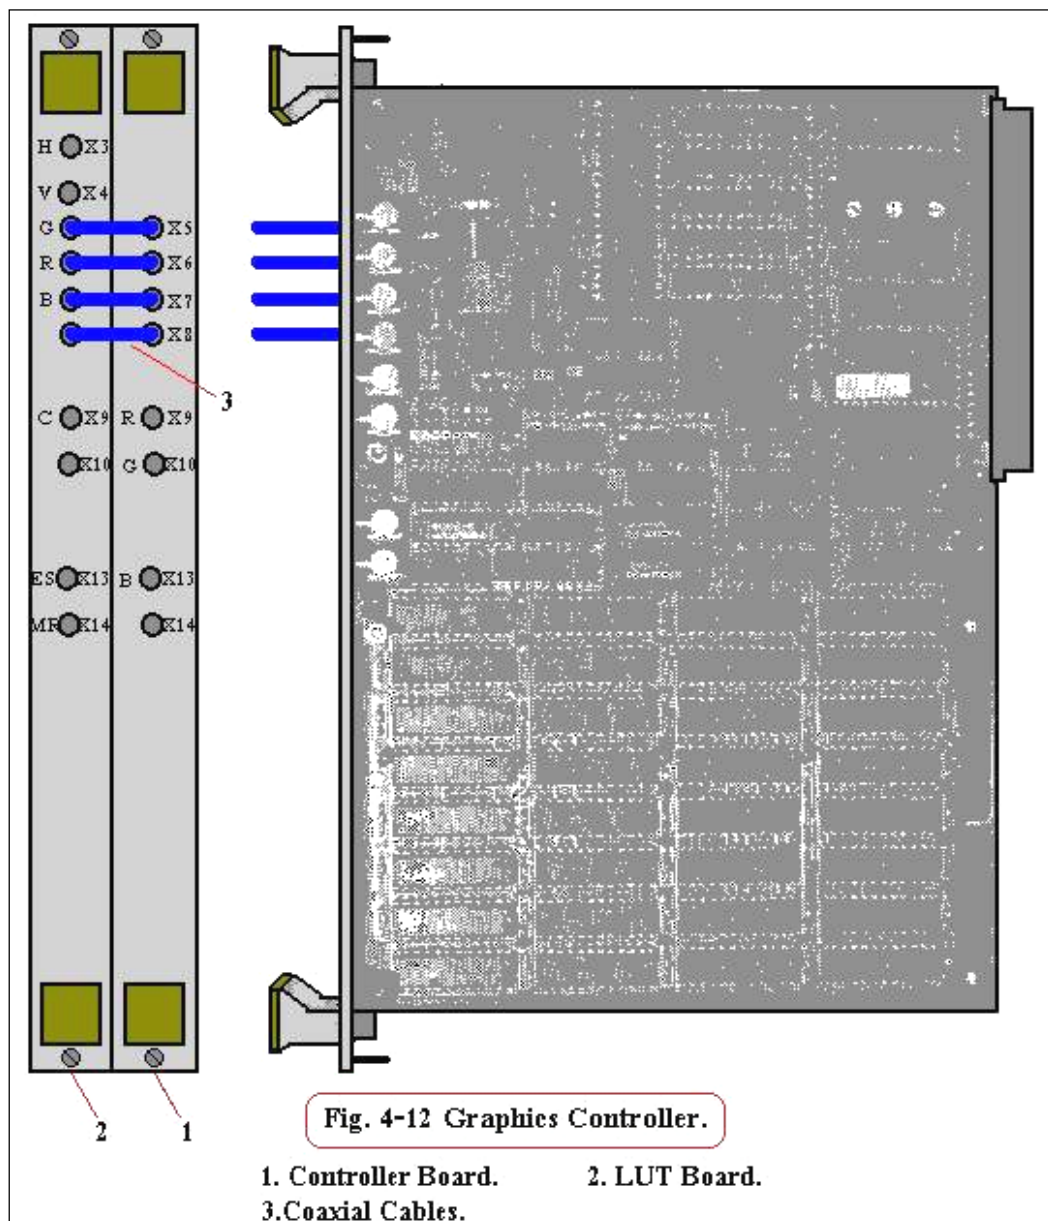 H X3
V X4
G X5
R X6
B X7
X8
3
C X9 R X9
X10 G X10
ES X13 B X13
MR X14 X14
2 1
Fig. 4-12 Graphics Controller.
1. Controller Board. 2. LUT Board.
3.Coaxial Cables.